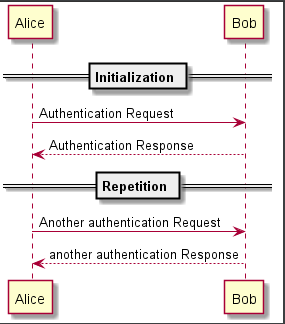 Alice Bob
Initialization
Authentication Request
Authentication Response
Repetition
Another authentication Request
another authentication Response
Alice Bob